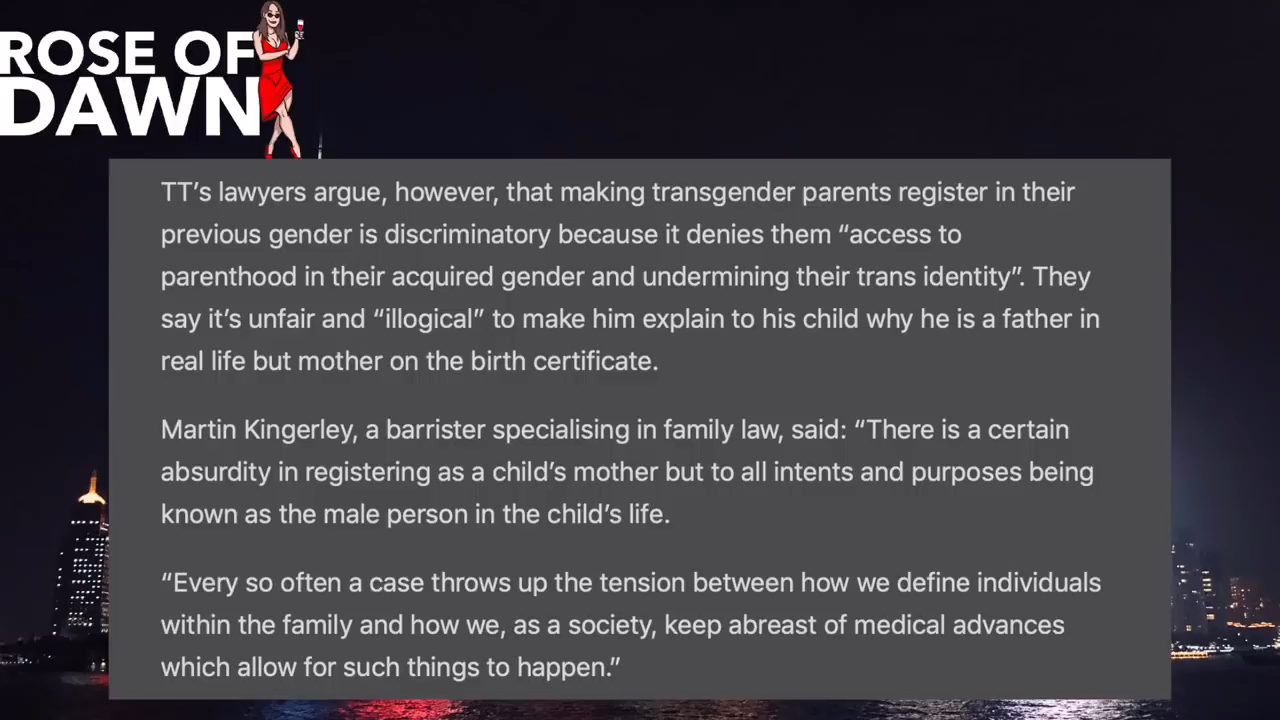 ROSE OF
DAWN
TT’s lawyers argue, however, that making transgender parents register in their
previous gender is discriminatory because it denies them “access to
parenthood in their acquired gender and undermining their trans identity”. They
say it’s unfair and “illogical” to make him explain to his child why he is a father in
real life but mother on the birth certificate.
Martin Kingerley, a barrister specialising in family law, said: “There is a certain
absurdity in registering as a child’s mother but to all intents and purposes being
known as the male person in the child’s life.
“Every so often a case throws up the tension between how we define individuals
within the family and how we, as a society, keep abreast of medical advances
which allow for such things to happen.”